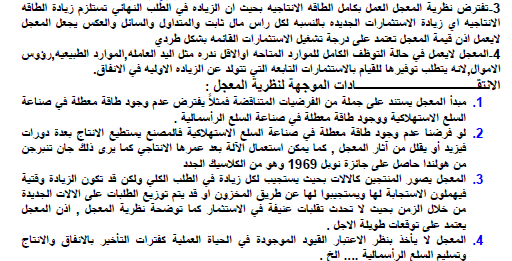 3-تفترض نظرية المعجل العمل بكامل الطاقه الانتاجيه بحيث ان الزياده في الطلب النهائي تستلزم زيادة الطاقه
الانتاجيه اي زيادة الاستثمارات الجديده بالنسبه لكل راس مال ثابت والمتداول والسائل والعكس يجعل المعجل
لايعمل اذن قيمة المعجل تعتمد على درجة تشغيل الاستثمارات القائمه بشكل طردي
4-المعجل لايعمل في حالة التوظف الكامل للموارد المتاحه اوالاقل ندره مثل اليد العامله,الموارد الطبيعيه,رؤوس
الاموال,لانه يتطلب توفيرها للقيام بالاستثمارات التابعه التي تتولد عن الزياده الاوليه في الانفاق.
الانتقـــــــــــــــــــــادات الموجهة لنظرية المعجل :
1. مبدأ المعجل يستند على جملة من الفرضيات المتناقضة فمثلاً يفترض عدم وجود طاقة معطلة في صناعة
السلع الاستهلاكية ووجود طاقة معطلة في صناعة السلع الرأسمالية .
2. لو فرضنا عدم وجود طاقة معطلة في صناعة السلع الاستهلاكية فالمصنع يستطيع الانتاج بعدة دورات
فيزيد أو يقلل من آثار المعجل , كما يمكن استعمال الآلة بعد عمرها الانتاجي كما يرى ذلك جان تنبرجن
من هولندا حاصل على جائزة نوبل 1969 وهو من الكلاسيك الجدد
3. المعجل يصور المنتجين كالالات بحيث يستجيب لكل زيادة في الطلب الكلي ولكن قد تكون الزيادة وقتية
فيهملون الاستجابة لها ويستجيبوا لها عن طريق المخزون او قد يتم توزيع الطلبات على الالات الجديدة
من خلال الزمن بحيث لا تحدث تقلبات عنيفة في الاستثمار كما توضحة نظرية المعجل , اذن المعجل
يعتمد على توقعات طويلة الاجل .
4. المعجل لا يأخذ بنظر الاعتبار القيود الموجودة في الحياة العملية كفترات التأخير بالانفاق والانتاج
وتسليم السلع الرأسمالية .... الخ .